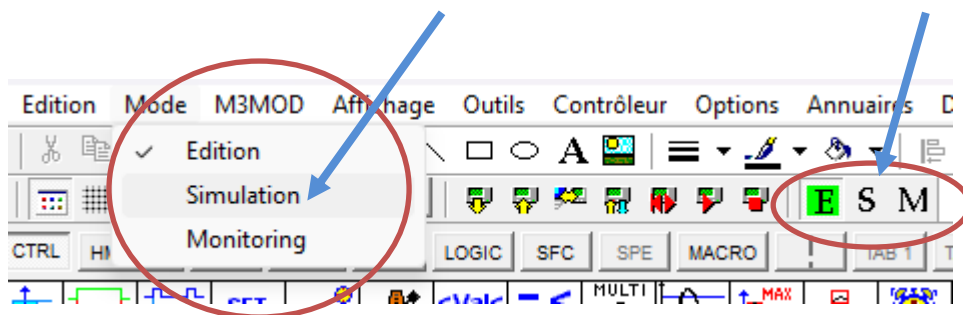 Edition Mode M3MOD Affichage Outils Contrôleur Options Annuaires D
Edition
A
Simulation
E S M
Monitoring
CTRL LOGIC SFC SPE MACRO TAB 1 T
SET <Val< MULTI MAX